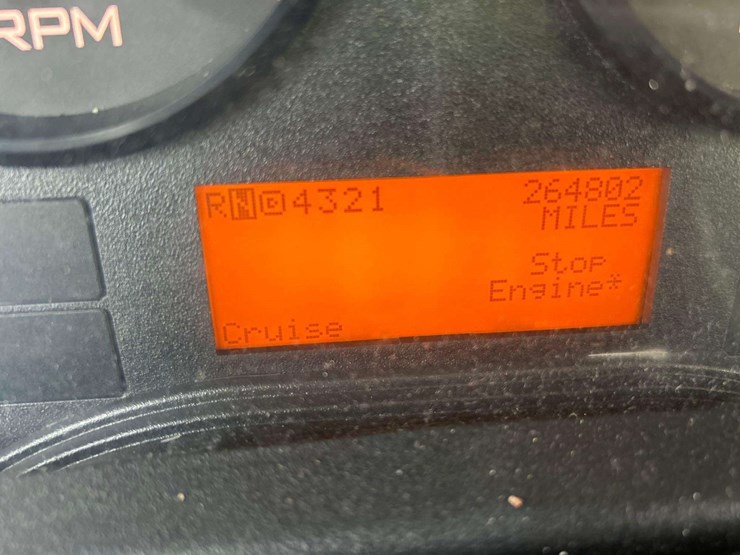 RPM
RND4321
264802
MILES
Stop
Engine*
Cruise